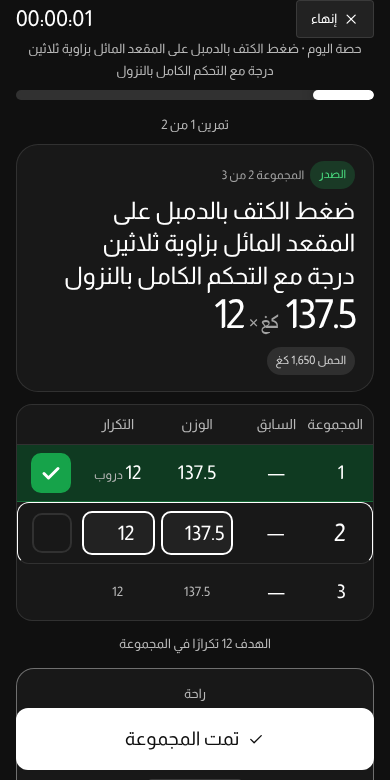 00:00:01
إنهاء
حصة اليوم · ضغط الكتف بالدمبل على المقعد المائل بزاوية ثلاثين
درجة مع التحكم الكامل بالنزول
تمرين 1 من 2
الصدر المجموعة 2 من 3
ضغط الكتف بالدمبل على
المقعد المائل بزاوية ثلاثين
درجة مع التحكم الكامل بالنزول
137.5 كغ × 12
الحمل 1,650 كغ
المجموعة السابق الوزن التكرار
1 — 137.5 12 دروب
2 — 137.5 12
3 — 137.5 12
الهدف 12 تكرارًا في المجموعة
راحة
تمت المجموعة